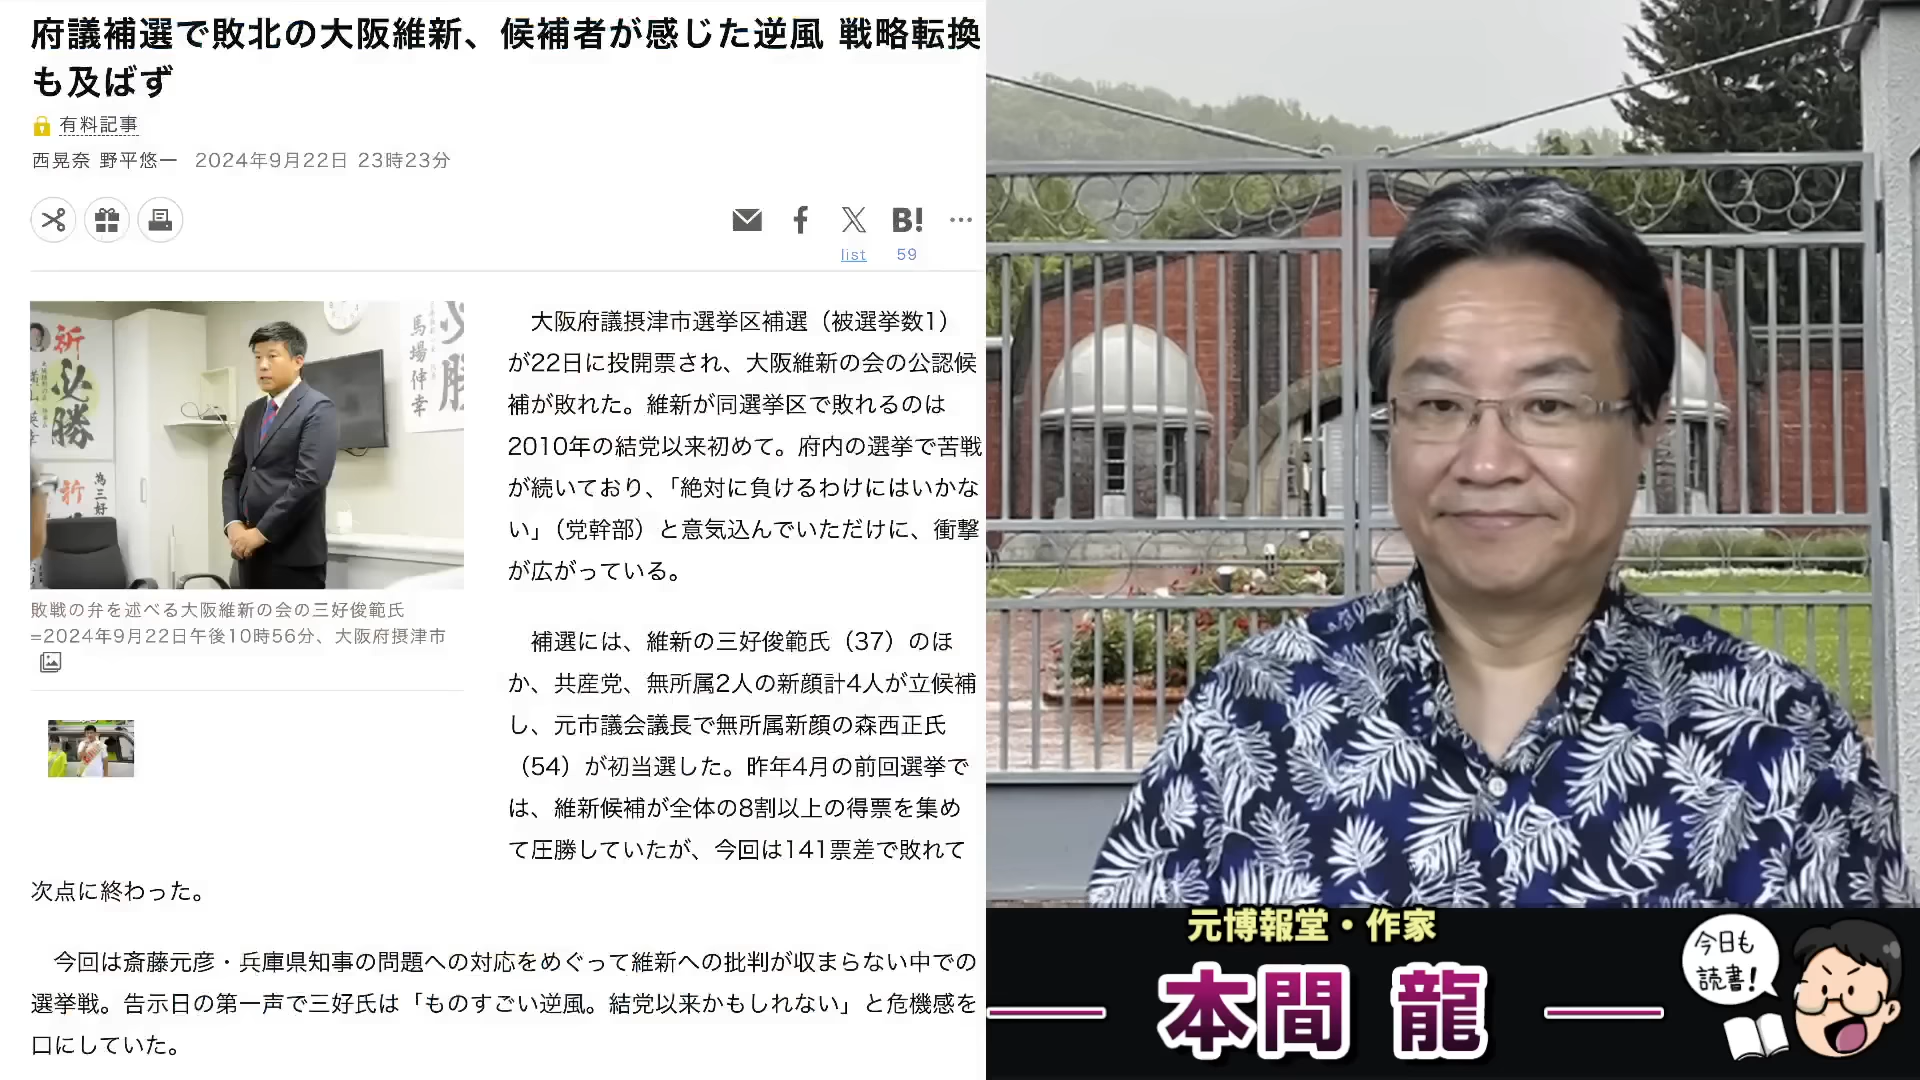 府議補選で敗北の大阪維新、候補者が感じた逆風 戦略転換
も及ばず
有料記事
西晃奈 野平悠一 2024年9月22日 23時23分
B!
list
59
大阪府議摂津市選挙区補選（被選挙数1）
が22日に投開票され、大阪維新の会の公認候
補が敗れた。維新が同選挙区で敗れるのは
2010年の結党以来初めて。府内の選挙で苦戦
が続いており、「絶対に負けるわけにはいかな
い」（党幹部）と意気込んでいただけに、衝撃
が広がっている。
祈
必勝
馬場伸幸
必勝
祈
為三好
敗戦の弁を述べる大阪維新の会の三好俊範氏
=2024年9月22日午後10時56分、大阪府摂津市
補選には、維新の三好俊範氏（37）のほ
か、共産党、無所属2人の新顔計4人が立候補
し、元市議会議長で無所属新顔の森西正氏
（54）が初当選した。昨年4月の前回選挙で
は、維新候補が全体の8割以上の得票を集め
て圧勝していたが、今回は141票差で敗れて
次点に終わった。
今回は斎藤元彦・兵庫県知事の問題への対応をめぐって維新への批判が収まらない中での
選挙戦。告示日の第一声で三好氏は「ものすごい逆風。結党以来かもしれない」と危機感を
口にしていた。
元博報堂・作家
本間 龍
今日も
読書!